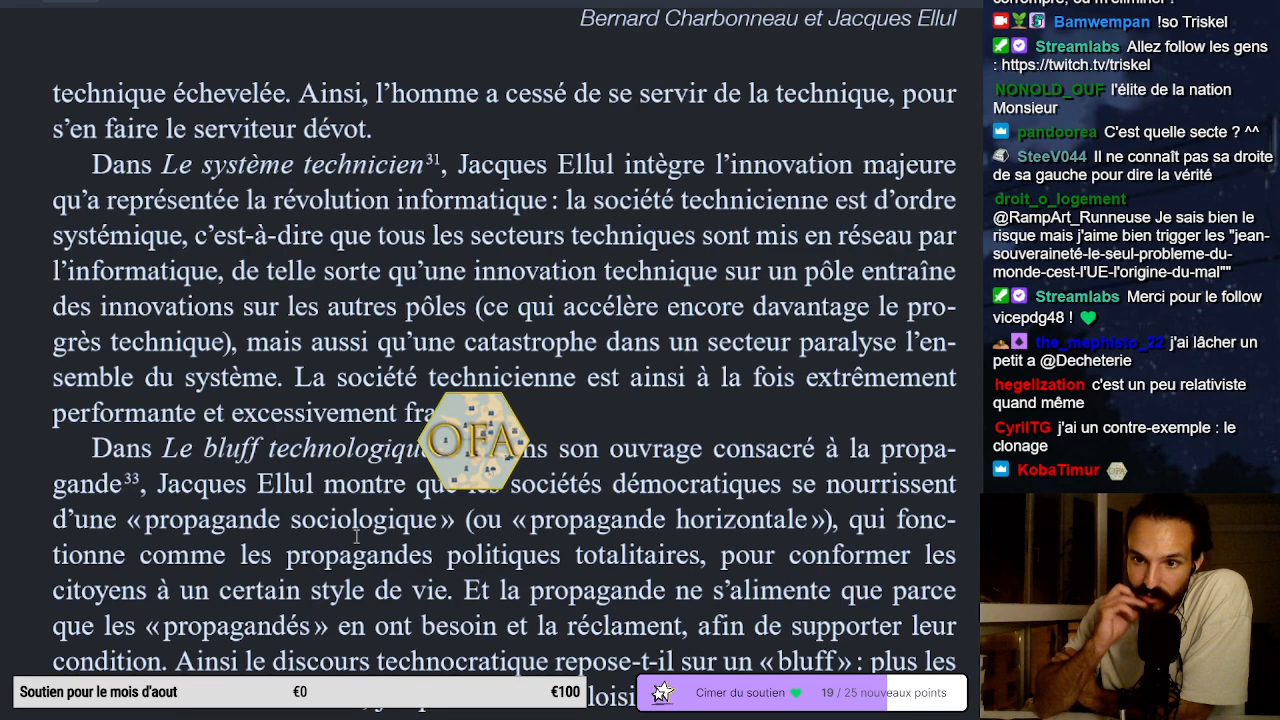 Bernard Charbonneau et Jacques Ellul
technique échevelée. Ainsi, l’homme a cessé de se servir de la technique, pour
s’en faire le serviteur dévot.
Dans Le système technicien³¹, Jacques Ellul intègre l’innovation majeure
qu’a représentée la révolution informatique : la société technicienne est d’ordre
systémique, c’est-à-dire que tous les secteurs techniques sont mis en réseau par
l’informatique, de telle sorte qu’une innovation technique sur un pôle entraîne
des innovations sur les autres pôles (ce qui accélère encore davantage le pro-
grès technique), mais aussi qu’une catastrophe dans un secteur paralyse l’en-
semble du système. La société technicienne est ainsi à la fois extrêmement
performante et excessivement fra
Dans Le bluff technologique son ouvrage consacré à la propa-
gande³³, Jacques Ellul montre que les sociétés démocratiques se nourrissent
d’une « propagande sociologique » (ou « propagande horizontale »), qui fonc-
tionne comme les propagandes politiques totalitaires, pour conformer les
citoyens à un certain style de vie. Et la propagande ne s’alimente que parce
que les « propagandés » en ont besoin et la réclament, afin de supporter leur
condition. Ainsi le discours technocratique repose-t-il sur un « bluff » : plus les
OFA
Soutien pour le mois d'aout €0 €100
Cimer du soutien 19 / 25 nouveaux points
Bamwempan !so Triskel
Streamlabs Allez follow les gens
: https://twitch.tv/triskel
NONOLD_OUF l'élite de la nation
Monsieur
pandoorea C'est quelle secte ? ^^
SteeV044 Il ne connaît pas sa droite
de sa gauche pour dire la vérité
droit_o_logement
@RampArt_Runneuse Je sais bien le
risque mais j'aime bien trigger les "jean-
souveraineté-le-seul-probleme-du-
monde-cest-l'UE-l'origine-du-mal""
Streamlabs Merci pour le follow
vicepdg48 !
the_mephisto_22 j'ai lâcher un
petit a @Decheterie
hegelization c'est un peu relativiste
quand même
CyrilTG j'ai un contre-exemple : le
clonage
KobaTimur